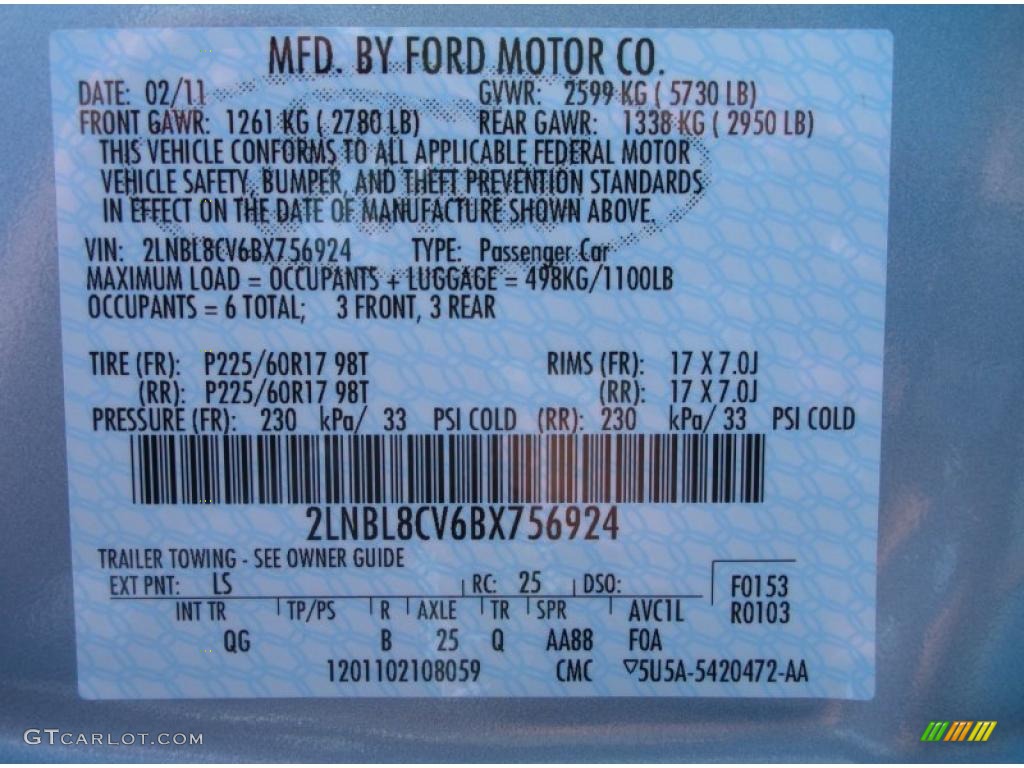 MFD. BY FORD MOTOR CO.
DATE: 02/11 GVWR: 2599 KG ( 5730 LB)
FRONT GAWR: 1261 KG ( 2780 LB) REAR GAWR: 1338 KG ( 2950 LB)
THIS VEHICLE CONFORMS TO ALL APPLICABLE FEDERAL MOTOR
VEHICLE SAFETY, BUMPER, AND THEFT PREVENTION STANDARDS
IN EFFECT ON THE DATE OF MANUFACTURE SHOWN ABOVE.
VIN: 2LNBL8CV6BX756924 TYPE: Passenger Car
MAXIMUM LOAD = OCCUPANTS + LUGGAGE = 498KG/1100LB
OCCUPANTS = 6 TOTAL; 3 FRONT, 3 REAR
TIRE (FR): P225/60R17 98T RIMS (FR): 17 X 7.0J
(RR): P225/60R17 98T (RR): 17 X 7.0J
PRESSURE (FR): 230 kPa/ 33 PSI COLD (RR): 230 kPa/ 33 PSI COLD
2LNBL8CV6BX756924
TRAILER TOWING - SEE OWNER GUIDE
EXT PNT: LS RC: 25 DSO: F0153
INT TR TP/PS R AXLE TR SPR AVC1L R0103
QG B 25 Q AA88 FOA
1201102108059 CMC ▽5U5A-5420472-AA
GTCARLOT.COM